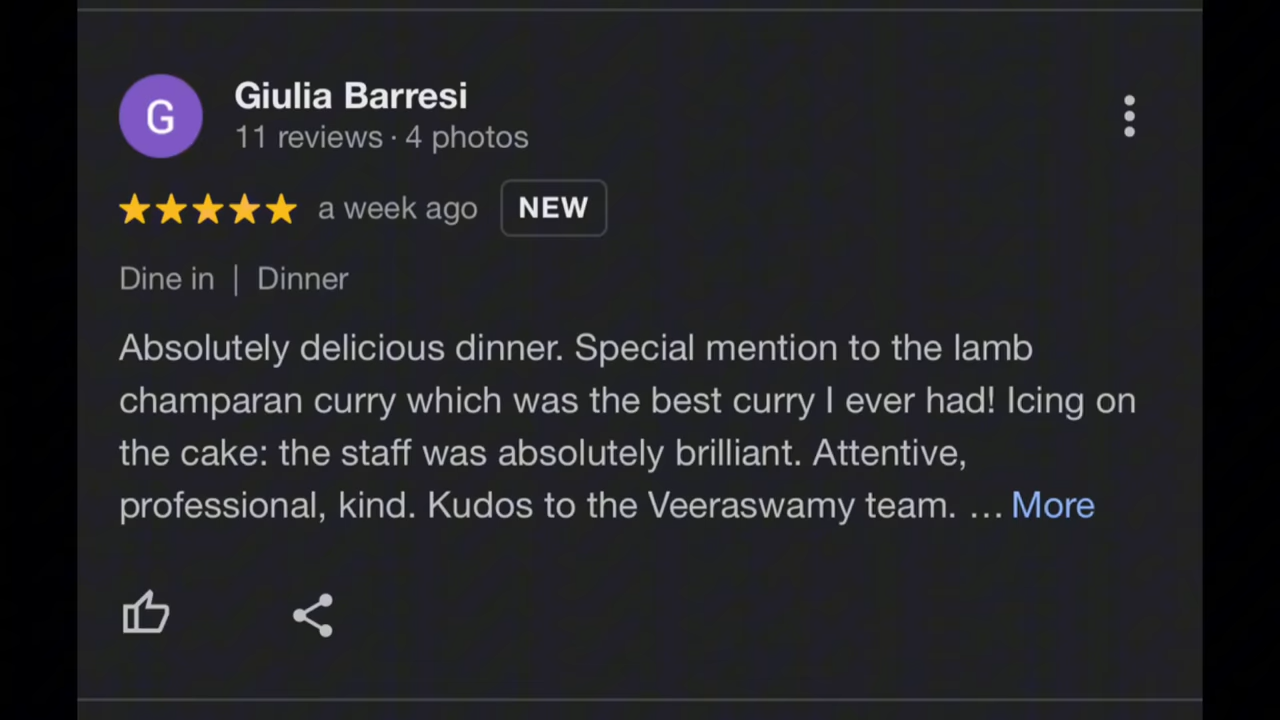 G
Giulia Barresi
11 reviews · 4 photos
a week ago NEW
Dine in | Dinner
Absolutely delicious dinner. Special mention to the lamb
champaran curry which was the best curry I ever had! Icing on
the cake: the staff was absolutely brilliant. Attentive,
professional, kind. Kudos to the Veeraswamy team. ... More